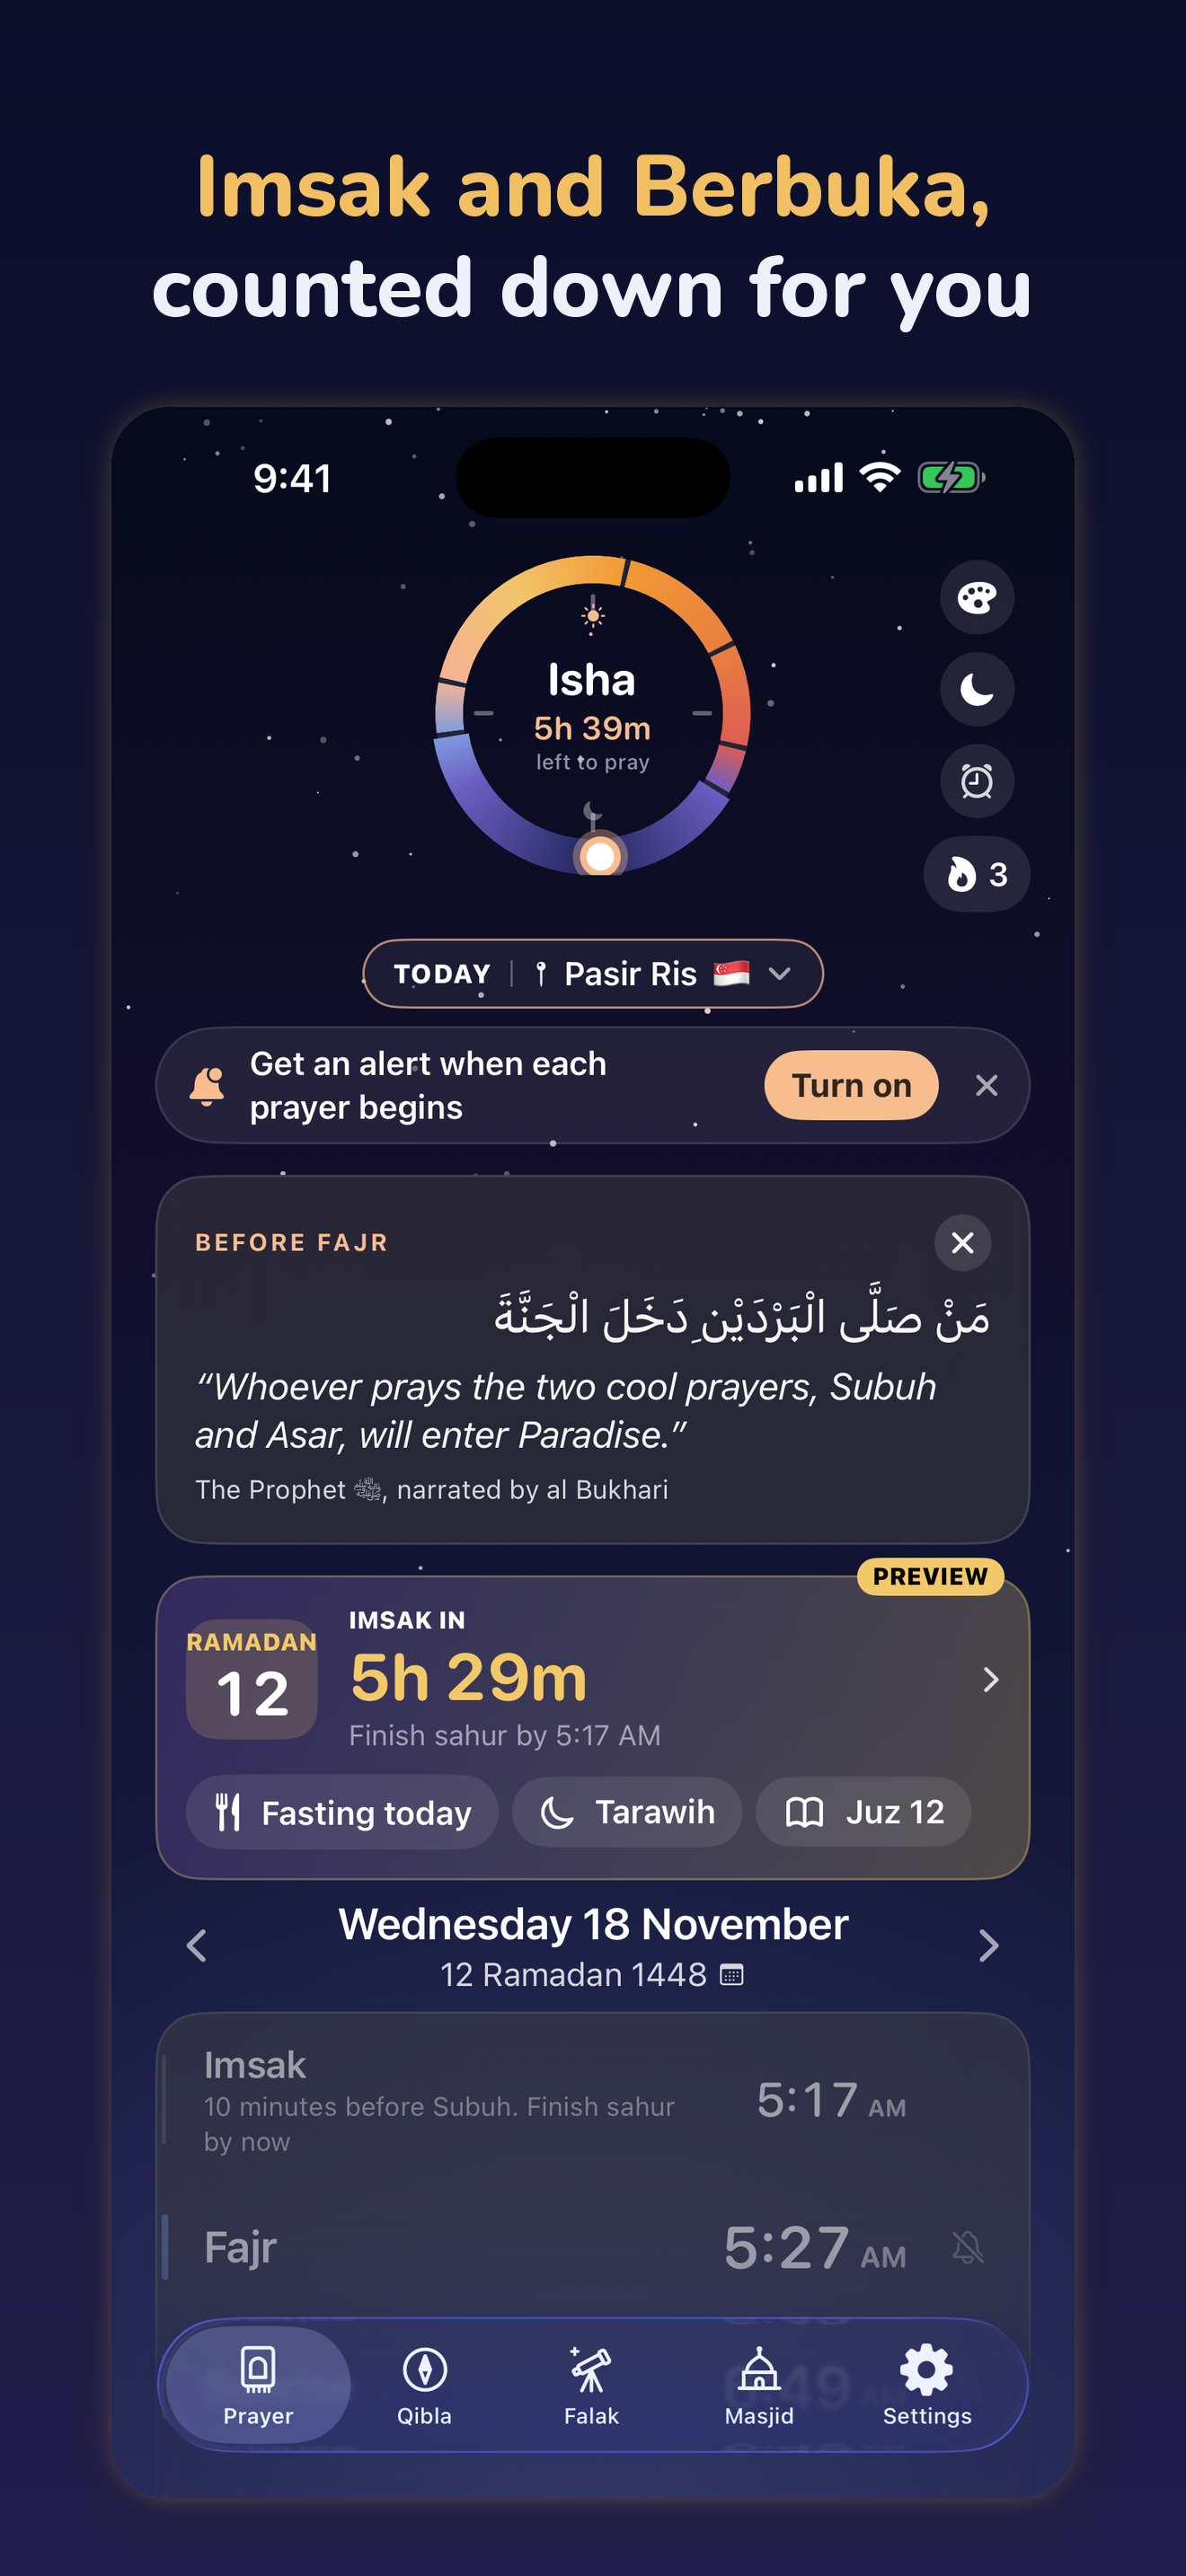 Imsak and Berbuka,
counted down for you
9:41
Isha
5h 39m
left to pray
3
TODAY | Pasir Ris 🇸🇬
Get an alert when each
prayer begins
Turn on
BEFORE FAJR
مَنْ صَلَّى الْبَرْدَيْنِ دَخَلَ الْجَنَّةَ
“Whoever prays the two cool prayers, Subuh
and Asar, will enter Paradise.”
The Prophet ﷺ, narrated by al Bukhari
PREVIEW
RAMADAN
12
IMSAK IN
5h 29m
Finish sahur by 5:17 AM
Fasting today
Tarawih
Juz 12
Wednesday 18 November
12 Ramadan 1448
Imsak
10 minutes before Subuh. Finish sahur
by now
5:17 AM
Fajr
5:27 AM
Prayer
Qibla
Falak
Masjid
Settings